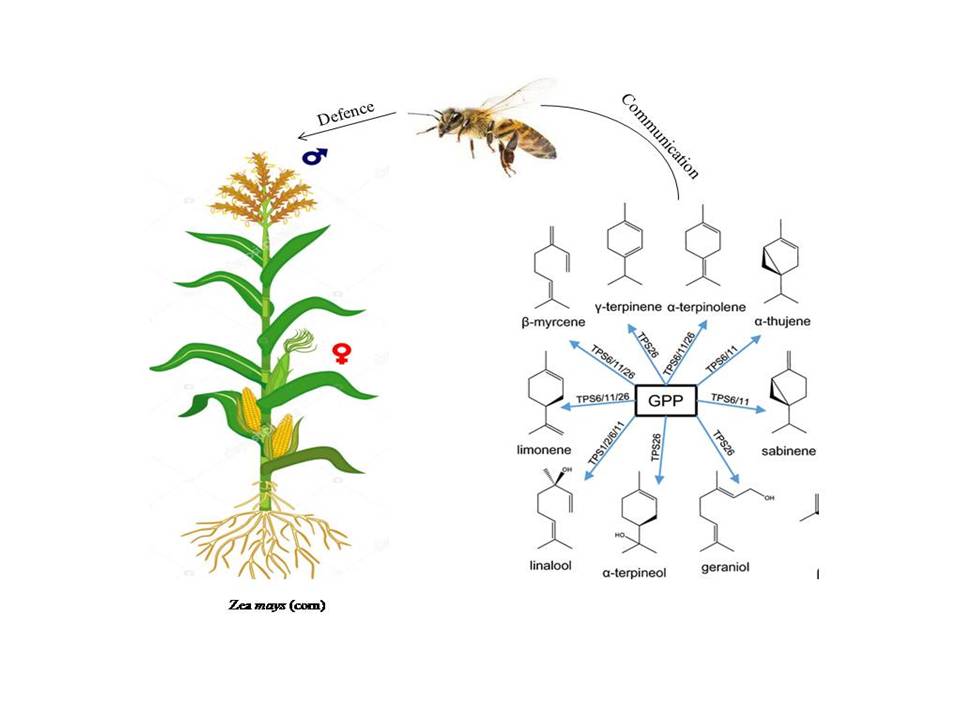 Defence
Communication
β-myrcene
γ-terpinene
α-terpinolene
α-thujene
TPS6/11/26
TPS26
TPS6/11/26
TPS6/11
GPP
TPS6/11/26
TPS6/11
limonene
sabinene
TPS1/2/6/11
TPS26
TPS26
OH
OH
HO
linalool
α-terpineol
geraniol
Zea mays (corn)